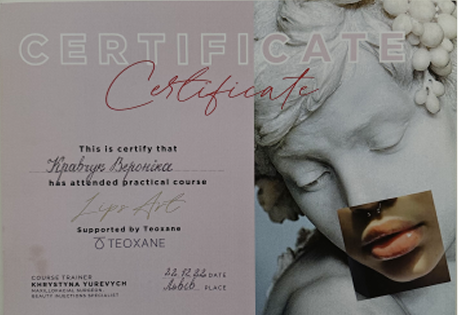 CERTIFICATE
Certificate
This is certify that
Кравчук Вероніка
has attended practical course
Lips Art
Supported by Teoxane
TEOXANE
COURSE TRAINER
KHRYSTYNA YUREVYCH
MAXILLOFACIAL SURGEON,
BEAUTY INJECTIONS SPECIALIST
22.12.22 DATE
Львів PLACE